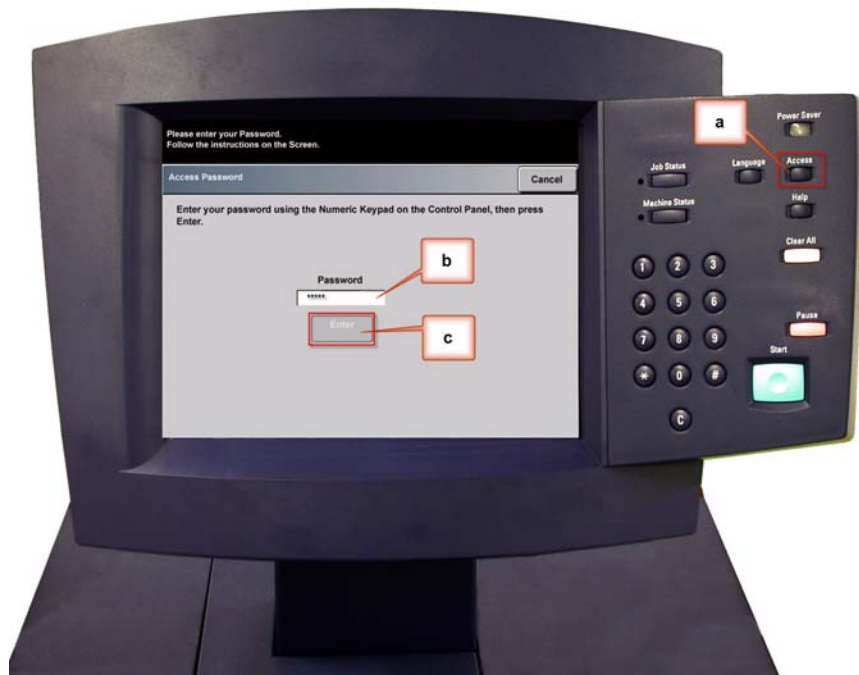 Please enter your Password.
Follow the instructions on the Screen.
Access Password
Cancel
Enter your password using the Numeric Keypad on the Control Panel, then press
Enter.
Password
*****
Enter
a
b
c
Power Saver
Job Status
Language
Access
Machine Status
Help
Clear All
1 2 3
4 5 6
7 8 9
* 0 #
C
Pause
Start